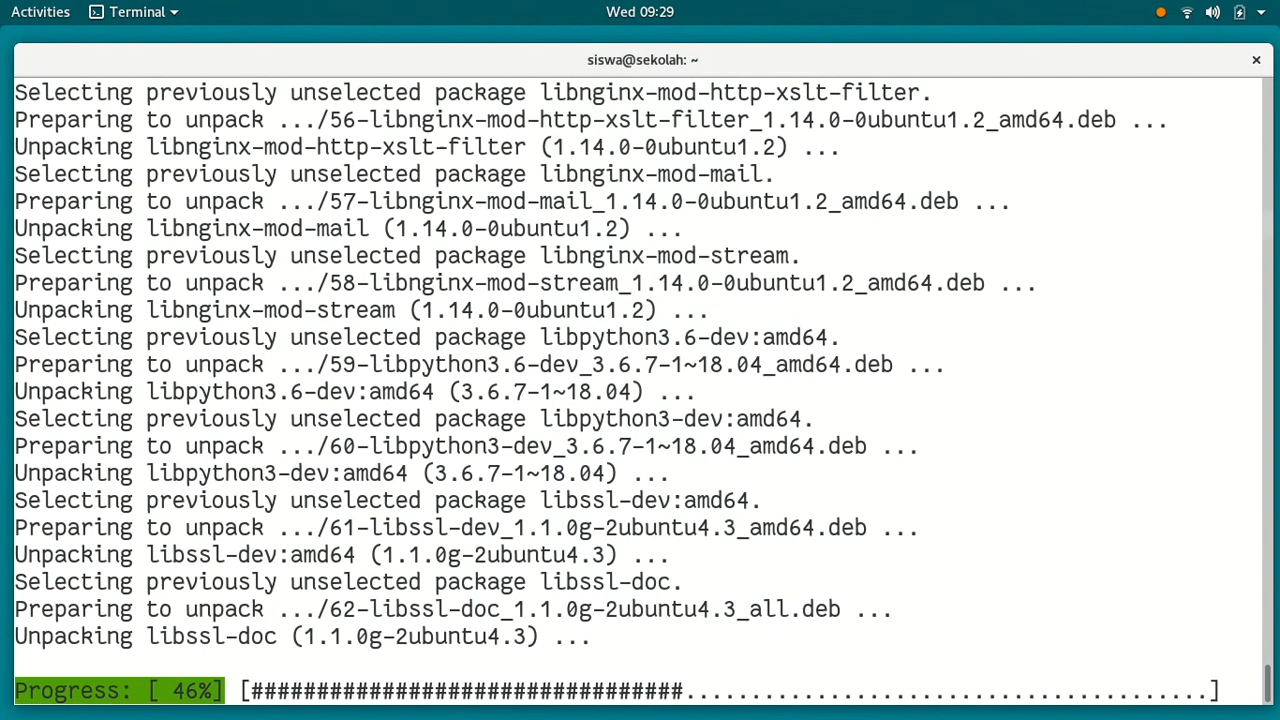 Activities Terminal Wed 09:29
siswa@sekolah: ~
Selecting previously unselected package libnginx-mod-http-xslt-filter.
Preparing to unpack .../56-libnginx-mod-http-xslt-filter_1.14.0-0ubuntu1.2_amd64.deb ...
Unpacking libnginx-mod-http-xslt-filter (1.14.0-0ubuntu1.2) ...
Selecting previously unselected package libnginx-mod-mail.
Preparing to unpack .../57-libnginx-mod-mail_1.14.0-0ubuntu1.2_amd64.deb ...
Unpacking libnginx-mod-mail (1.14.0-0ubuntu1.2) ...
Selecting previously unselected package libnginx-mod-stream.
Preparing to unpack .../58-libnginx-mod-stream_1.14.0-0ubuntu1.2_amd64.deb ...
Unpacking libnginx-mod-stream (1.14.0-0ubuntu1.2) ...
Selecting previously unselected package libpython3.6-dev:amd64.
Preparing to unpack .../59-libpython3.6-dev_3.6.7-1~18.04_amd64.deb ...
Unpacking libpython3.6-dev:amd64 (3.6.7-1~18.04) ...
Selecting previously unselected package libpython3-dev:amd64.
Preparing to unpack .../60-libpython3-dev_3.6.7-1~18.04_amd64.deb ...
Unpacking libpython3-dev:amd64 (3.6.7-1~18.04) ...
Selecting previously unselected package libssl-dev:amd64.
Preparing to unpack .../61-libssl-dev_1.1.0g-2ubuntu4.3_amd64.deb ...
Unpacking libssl-dev:amd64 (1.1.0g-2ubuntu4.3) ...
Selecting previously unselected package libssl-doc.
Preparing to unpack .../62-libssl-doc_1.1.0g-2ubuntu4.3_all.deb ...
Unpacking libssl-doc (1.1.0g-2ubuntu4.3) ...
Progress: [ 46%] [#################################........................................]